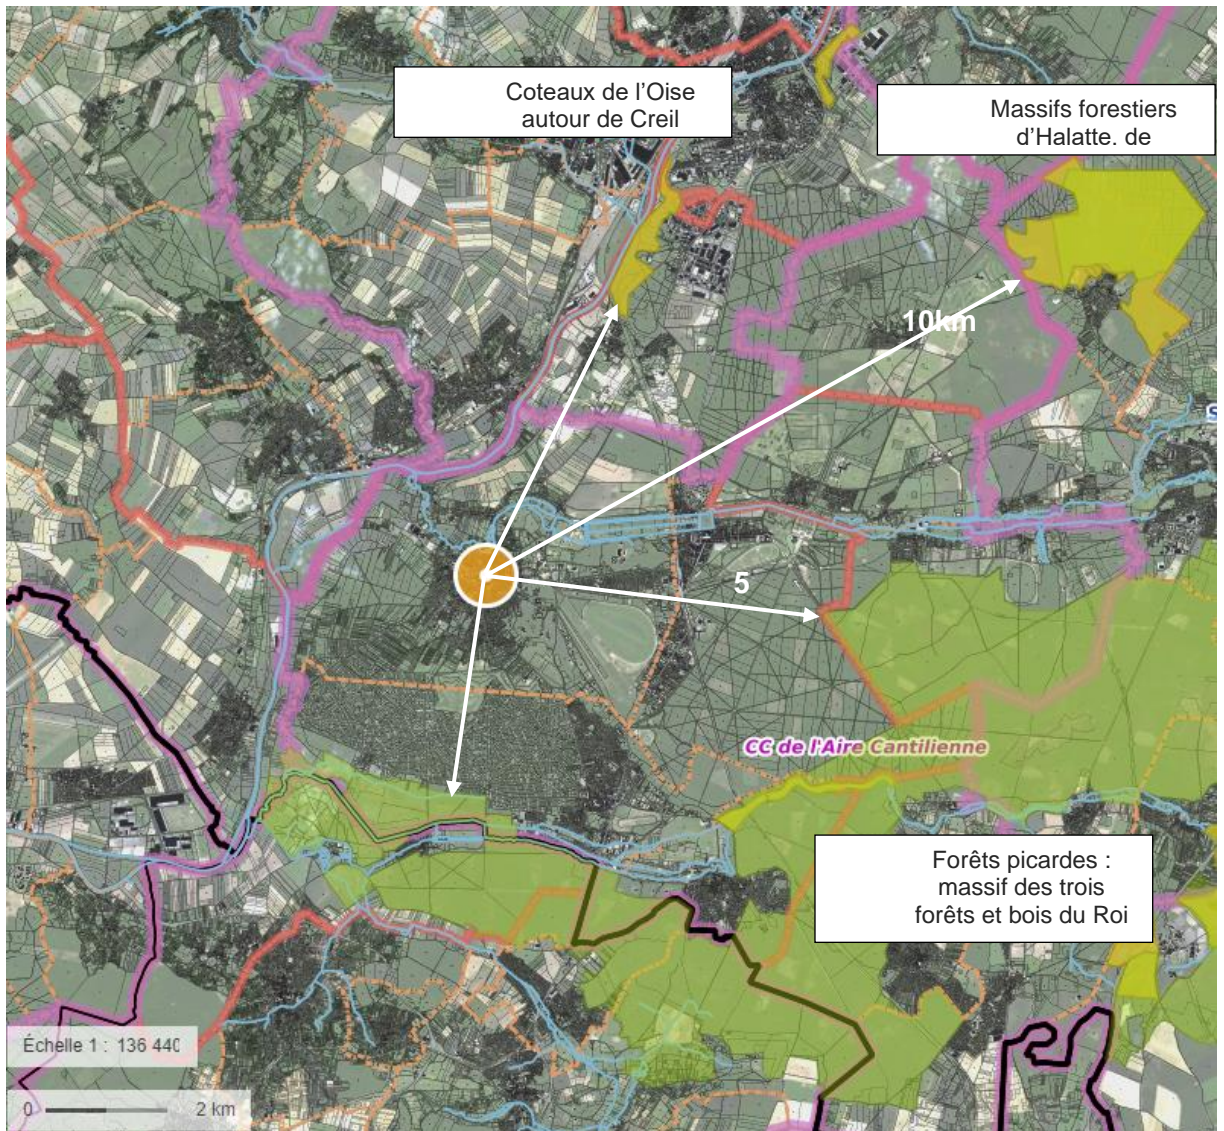 Coteaux de l'Oise
autour de Creil
Massifs forestiers
d'Halatte. de
10km
S
5
CC de l'Aire Cantilienne
Forêts picardes :
massif des trois
forêts et bois du Roi
Échelle 1 : 136 440
0 2 km